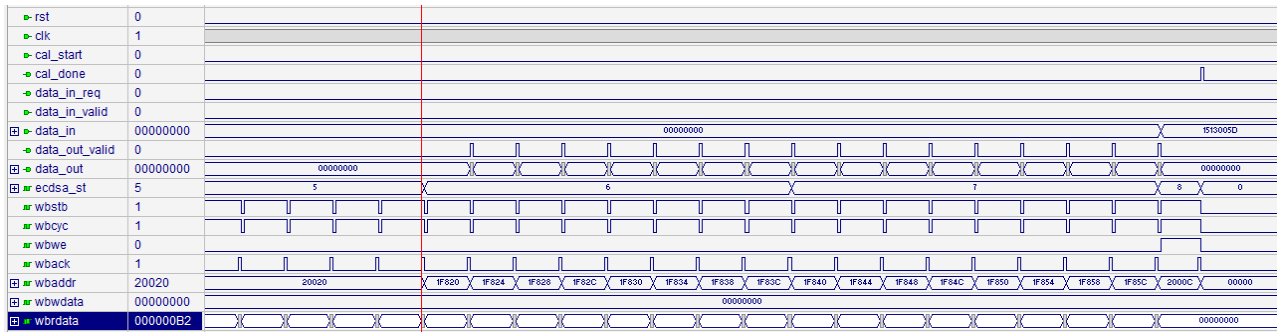 rst 0
clk 1
cal_start 0
cal_done 0
data_in_req 0
data_in_valid 0
data_in 00000000 00000000 1513005D
data_out_valid 0
data_out 00000000 00000000 00000000
ecdsa_st 5 5 6 7 8 0
wbstb 1
wbcyc 1
wbwe 0
wback 1
wbaddr 20020 20020 1F820 1F824 1F828 1F82C 1F830 1F834 1F838 1F83C 1F840 1F844 1F848 1F84C 1F850 1F854 1F858 1F85C 2000C 00000
wbwdata 00000000 00000000
wbrdata 000000B2 00000000